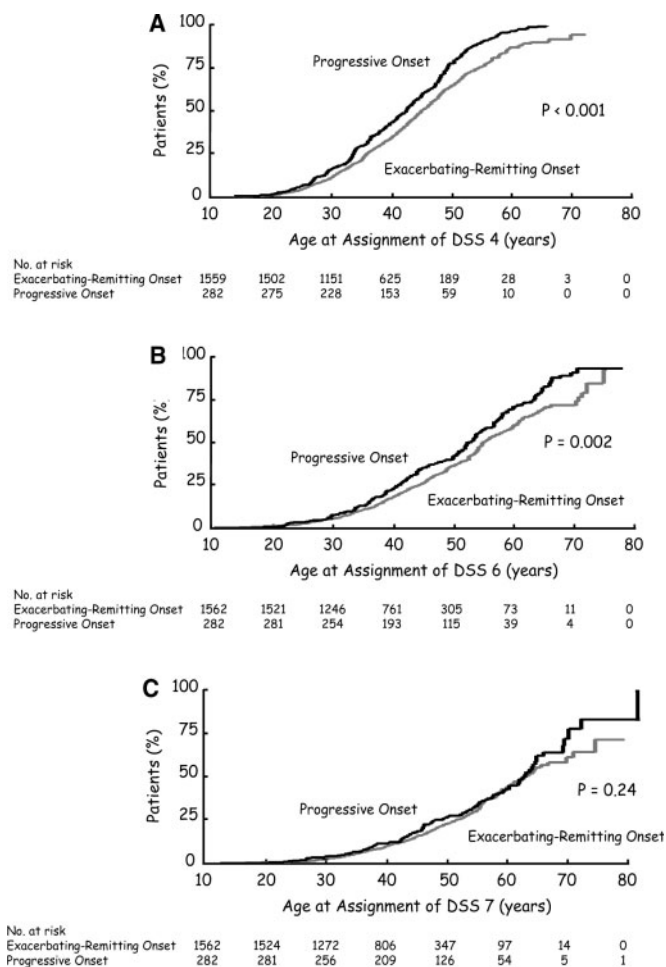 A
100
75
50
25
0
Patients (%)
Progressive Onset
P < 0.001
Exacerbating-Remitting Onset
10 20 30 40 50 60 70 80
Age at Assignment of DSS 4 (years)
No. at risk
Exacerbating-Remitting Onset 1559 1502 1151 625 189 28 3 0
Progressive Onset 282 275 228 153 59 10 0 0
B
100
75
50
25
0
Patients (%)
Progressive Onset
P = 0.002
Exacerbating-Remitting Onset
10 20 30 40 50 60 70 80
Age at Assignment of DSS 6 (years)
No. at risk
Exacerbating-Remitting Onset 1562 1521 1246 761 305 73 11 0
Progressive Onset 282 281 254 193 115 39 4 0
C
100
75
50
25
0
Patients (%)
Progressive Onset
P = 0.24
Exacerbating-Remitting Onset
10 20 30 40 50 60 70 80
Age at Assignment of DSS 7 (years)
No. at risk
Exacerbating-Remitting Onset 1562 1524 1272 806 347 97 14 0
Progressive Onset 282 281 256 209 126 54 5 1